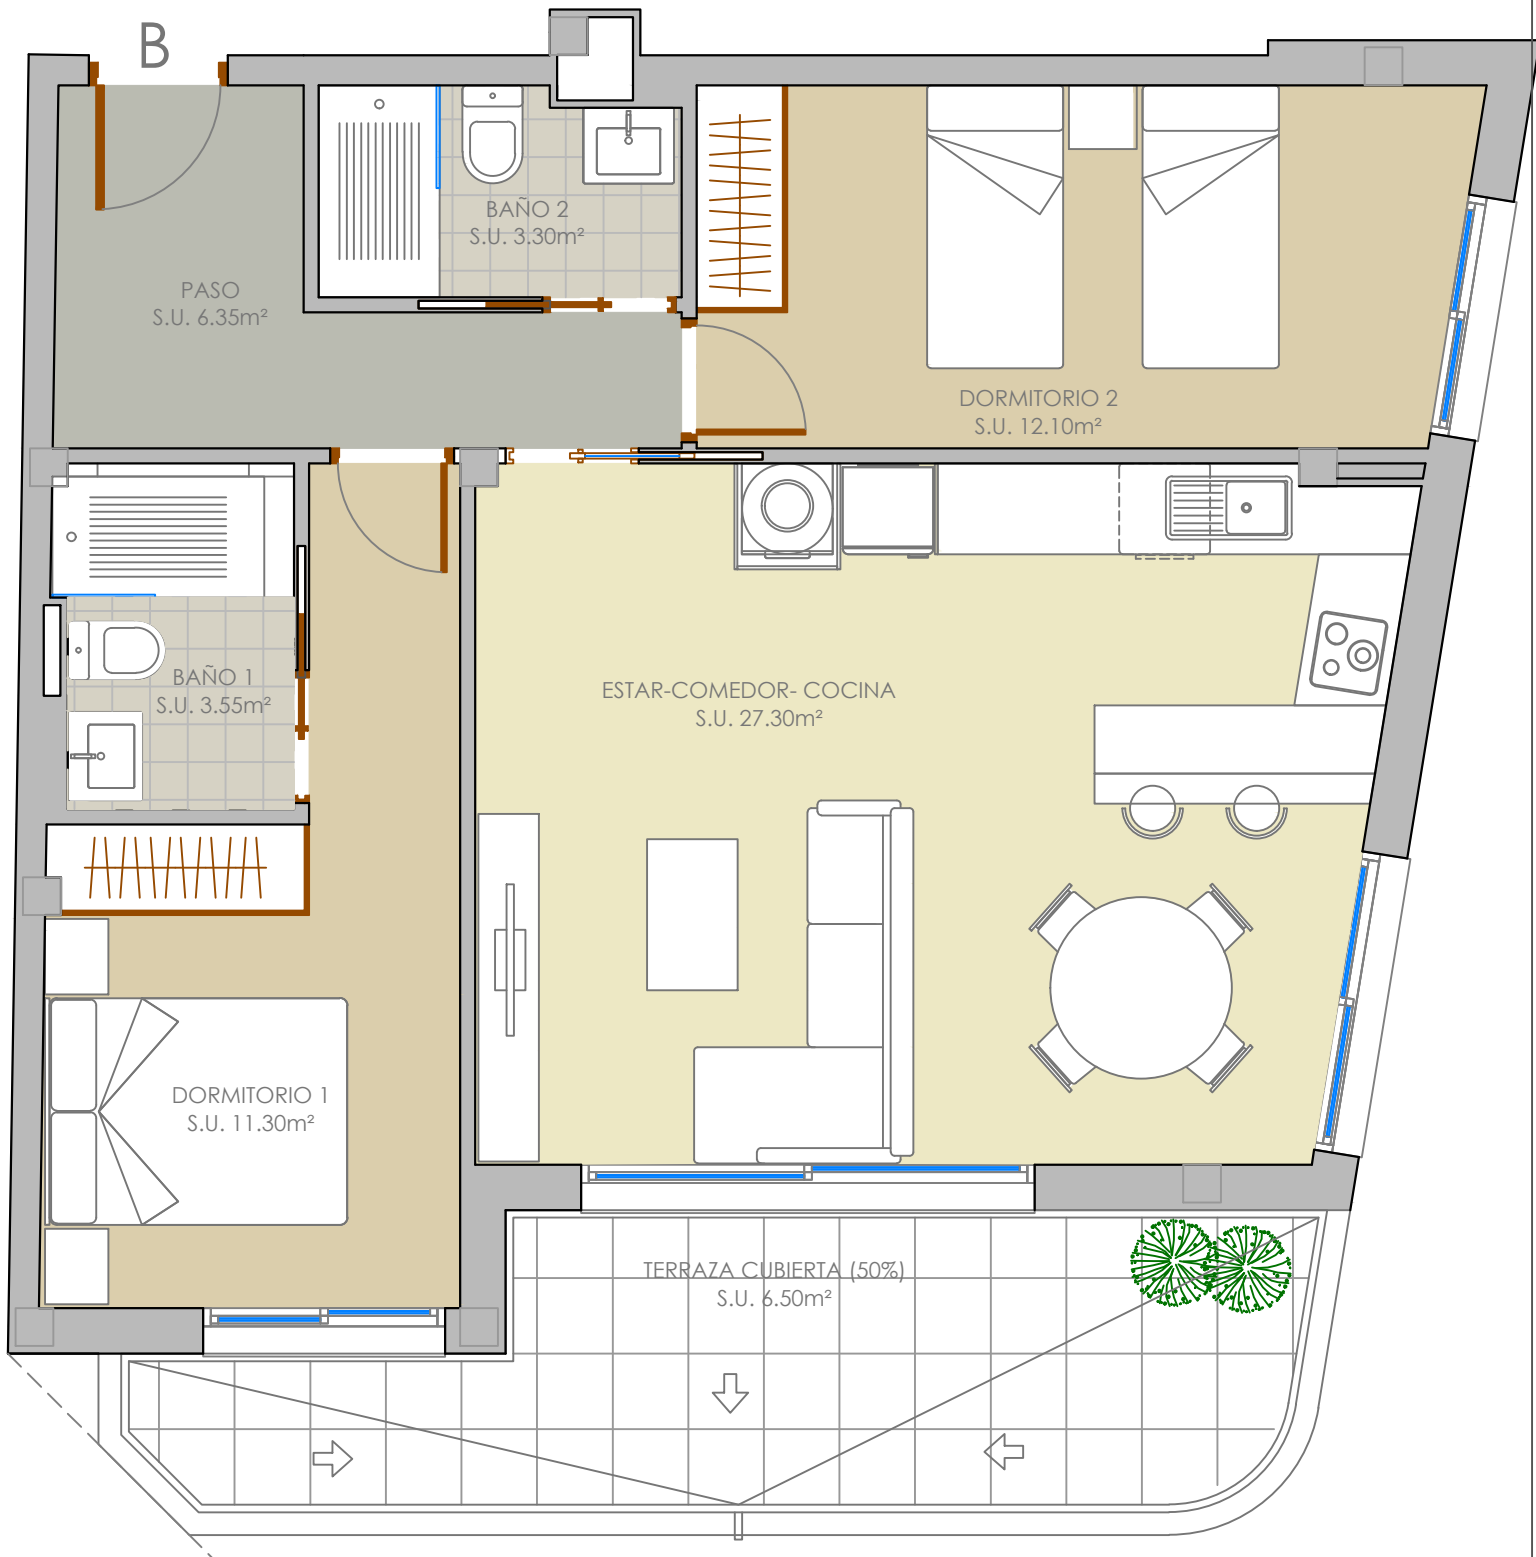 B
BAÑO 2
S.U. 3.30m²
PASO
S.U. 6.35m²
DORMITORIO 2
S.U. 12.10m²
BAÑO 1
S.U. 3.55m²
ESTAR-COMEDOR- COCINA
S.U. 27.30m²
DORMITORIO 1
S.U. 11.30m²
TERRAZA CUBIERTA (50%)
S.U. 6.50m²